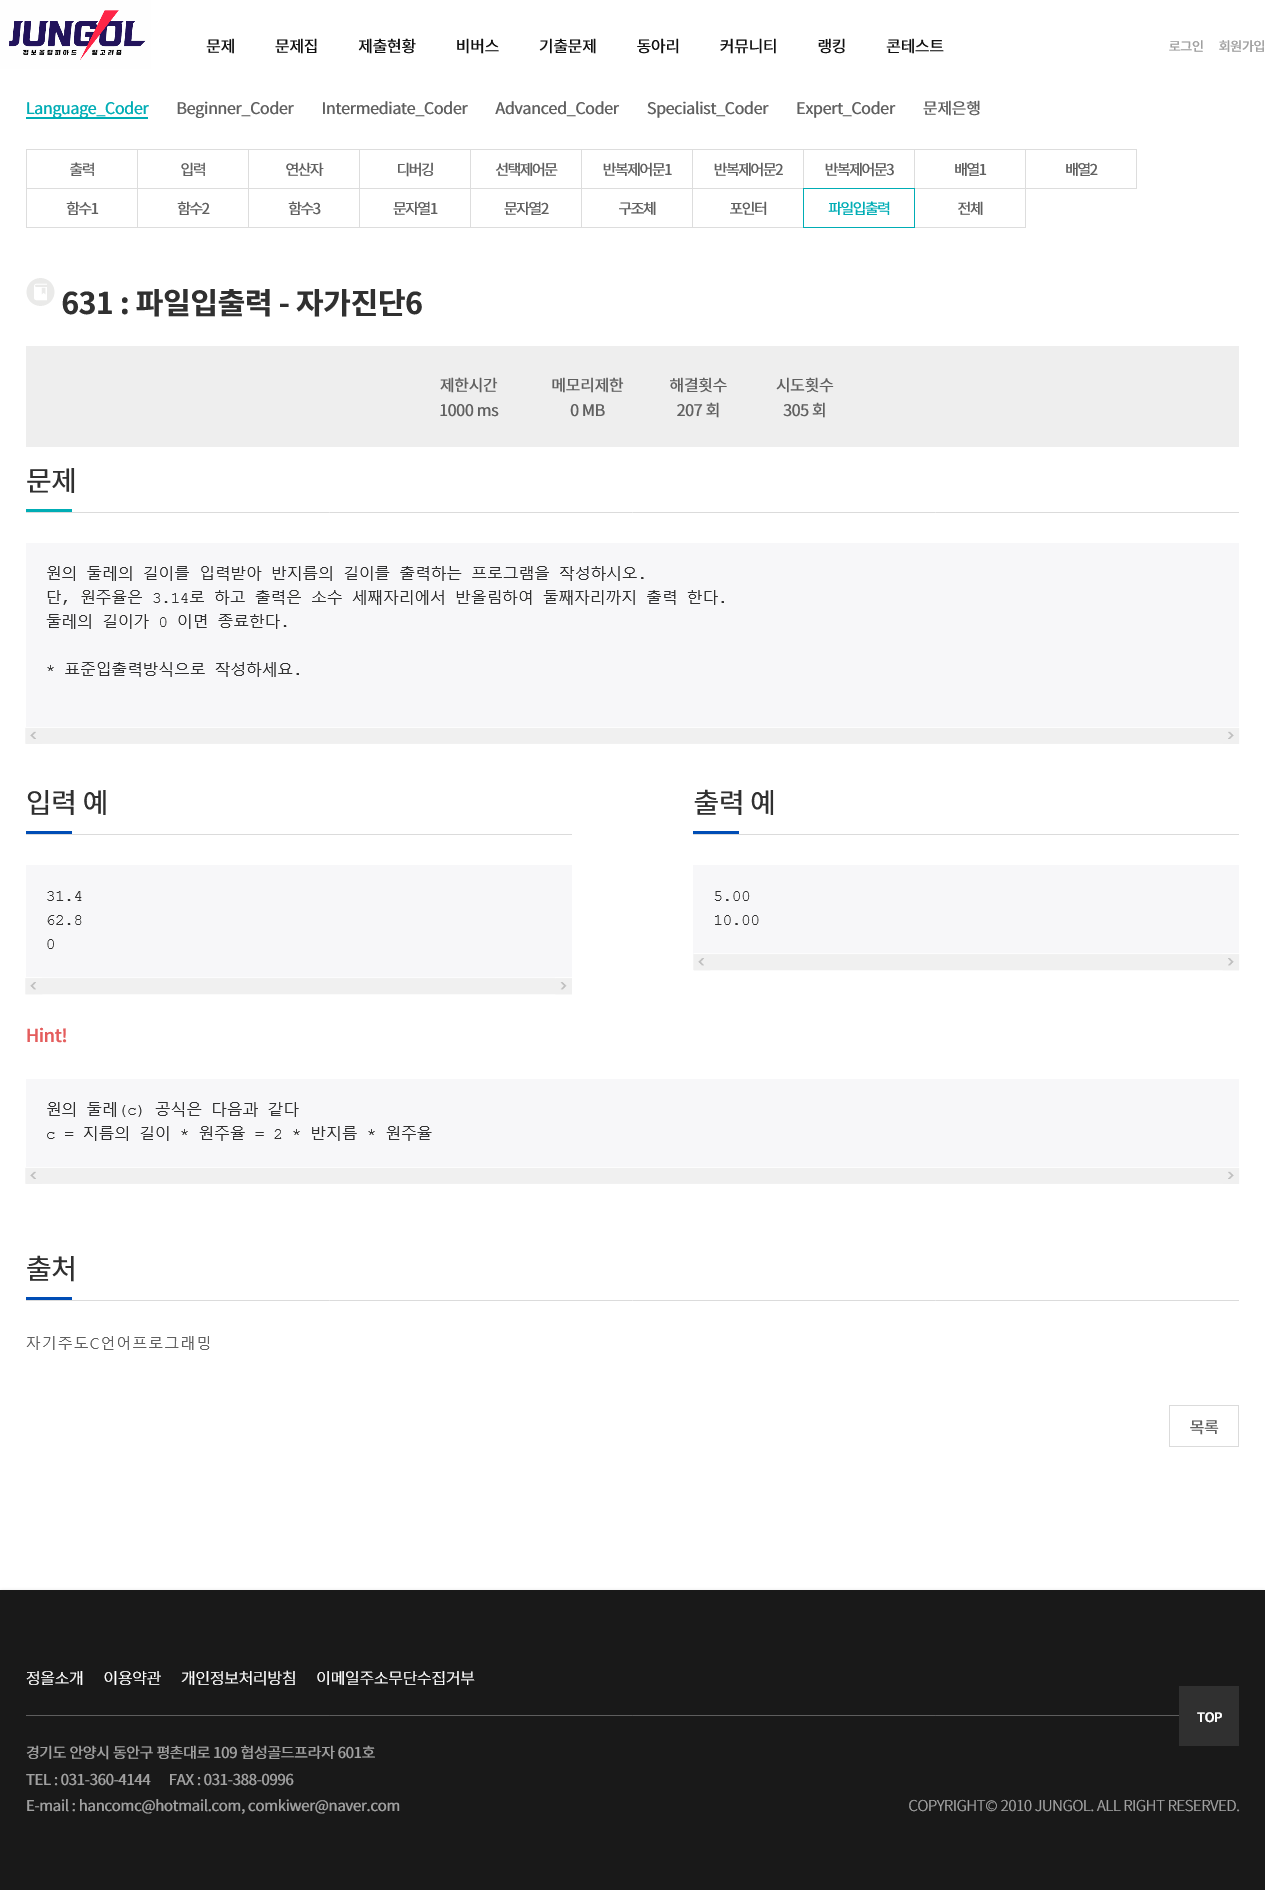 JUNGOL
정보올림피아드 알고리즘
문제 문제집 제출현황 비버스 기출문제 동아리 커뮤니티 랭킹 콘테스트 로그인 회원가입
Language_Coder Beginner_Coder Intermediate_Coder Advanced_Coder Specialist_Coder Expert_Coder 문제은행
출력 입력 연산자 디버깅 선택제어문 반복제어문1 반복제어문2 반복제어문3 배열1 배열2
함수1 함수2 함수3 문자열1 문자열2 구조체 포인터 파일입출력 전체
631 : 파일입출력 - 자가진단6
제한시간 메모리제한 해결횟수 시도횟수
1000 ms 0 MB 207 회 305 회
문제
원의 둘레의 길이를 입력받아 반지름의 길이를 출력하는 프로그램을 작성하시오.
단, 원주율은 3.14로 하고 출력은 소수 세째자리에서 반올림하여 둘째자리까지 출력 한다.
둘레의 길이가 0 이면 종료한다.
* 표준입출력방식으로 작성하세요.
입력 예
31.4
62.8
0
출력 예
5.00
10.00
Hint!
원의 둘레(c) 공식은 다음과 같다
c = 지름의 길이 * 원주율 = 2 * 반지름 * 원주율
출처
자기주도C언어프로그래밍
목록
정올소개 이용약관 개인정보처리방침 이메일주소무단수집거부
TOP
경기도 안양시 동안구 평촌대로 109 협성골드프라자 601호
TEL : 031-360-4144 FAX : 031-388-0996
E-mail : hancomc@hotmail.com, comkiwer@naver.com COPYRIGHT© 2010 JUNGOL. ALL RIGHT RESERVED.